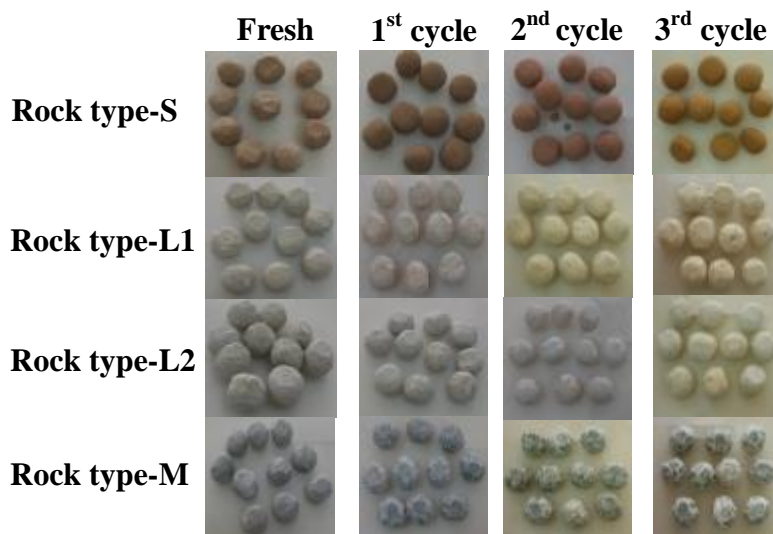 Fresh 1st cycle 2nd cycle 3rd cycle
Rock type-S
Rock type-L1
Rock type-L2
Rock type-M